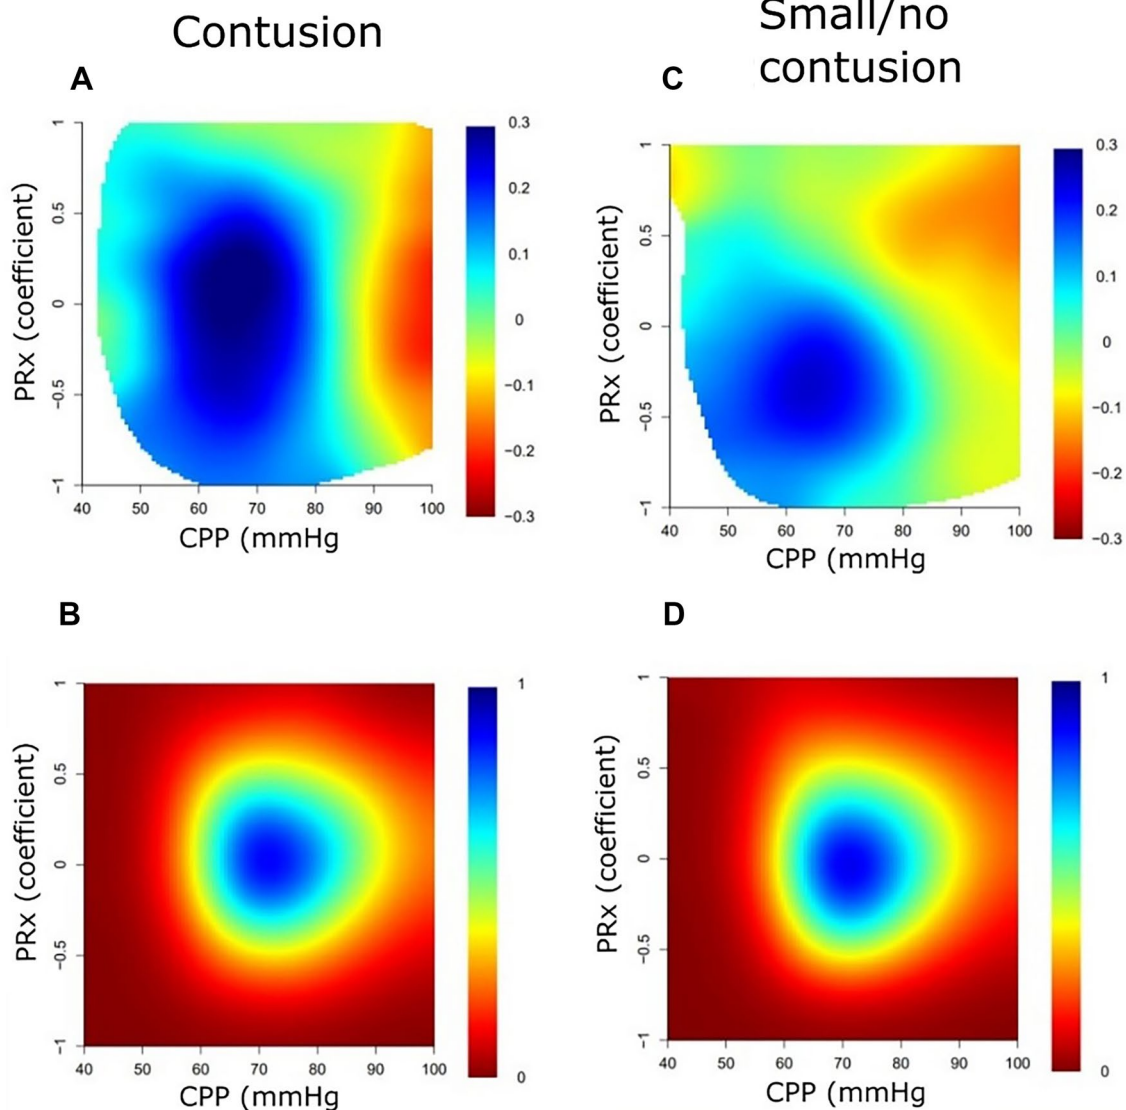 Contusion
Small/no
contusion
A
C
1
0.5
0
−0.5
−1
PRx (coefficient)
40 50 60 70 80 90 100
CPP (mmHg
0.3
0.2
0.1
0
−0.1
−0.2
−0.3
1
0.5
0
−0.5
−1
PRx (coefficient)
40 50 60 70 80 90 100
CPP (mmHg
0.3
0.2
0.1
0
−0.1
−0.2
−0.3
B
D
1
0.5
0
−0.5
−1
PRx (coefficient)
40 50 60 70 80 90 100
CPP (mmHg
1
0
1
0.5
0
−0.5
−1
PRx (coefficient)
40 50 60 70 80 90 100
CPP (mmHg
1
0